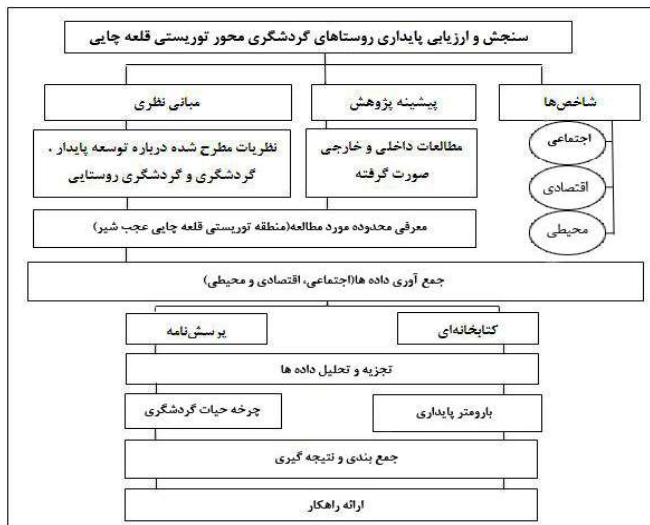 سنجش و ارزیابی پایداری روستاهای گردشگری محور توریستی قلعه چایی
شاخص‌ها
پیشینه پژوهش
مبانی نظری
اجتماعی
اقتصادی
محیطی
مطالعات داخلی و خارجی
صورت گرفته
نظریات مطرح شده درباره توسعه پایدار ،
گردشگری و گردشگری روستایی
معرفی محدوده مورد مطالعه(منطقه توریستی قلعه چایی عجب شیر)
جمع آوری داده ها(اجتماعی، اقتصادی و محیطی)
کتابخانه‌ای
پرسش‌نامه
تجزیه و تحلیل داده ها
بارومتر پایداری
چرخه حیات گردشگری
جمع بندی و نتیجه گیری
ارائه راهکار